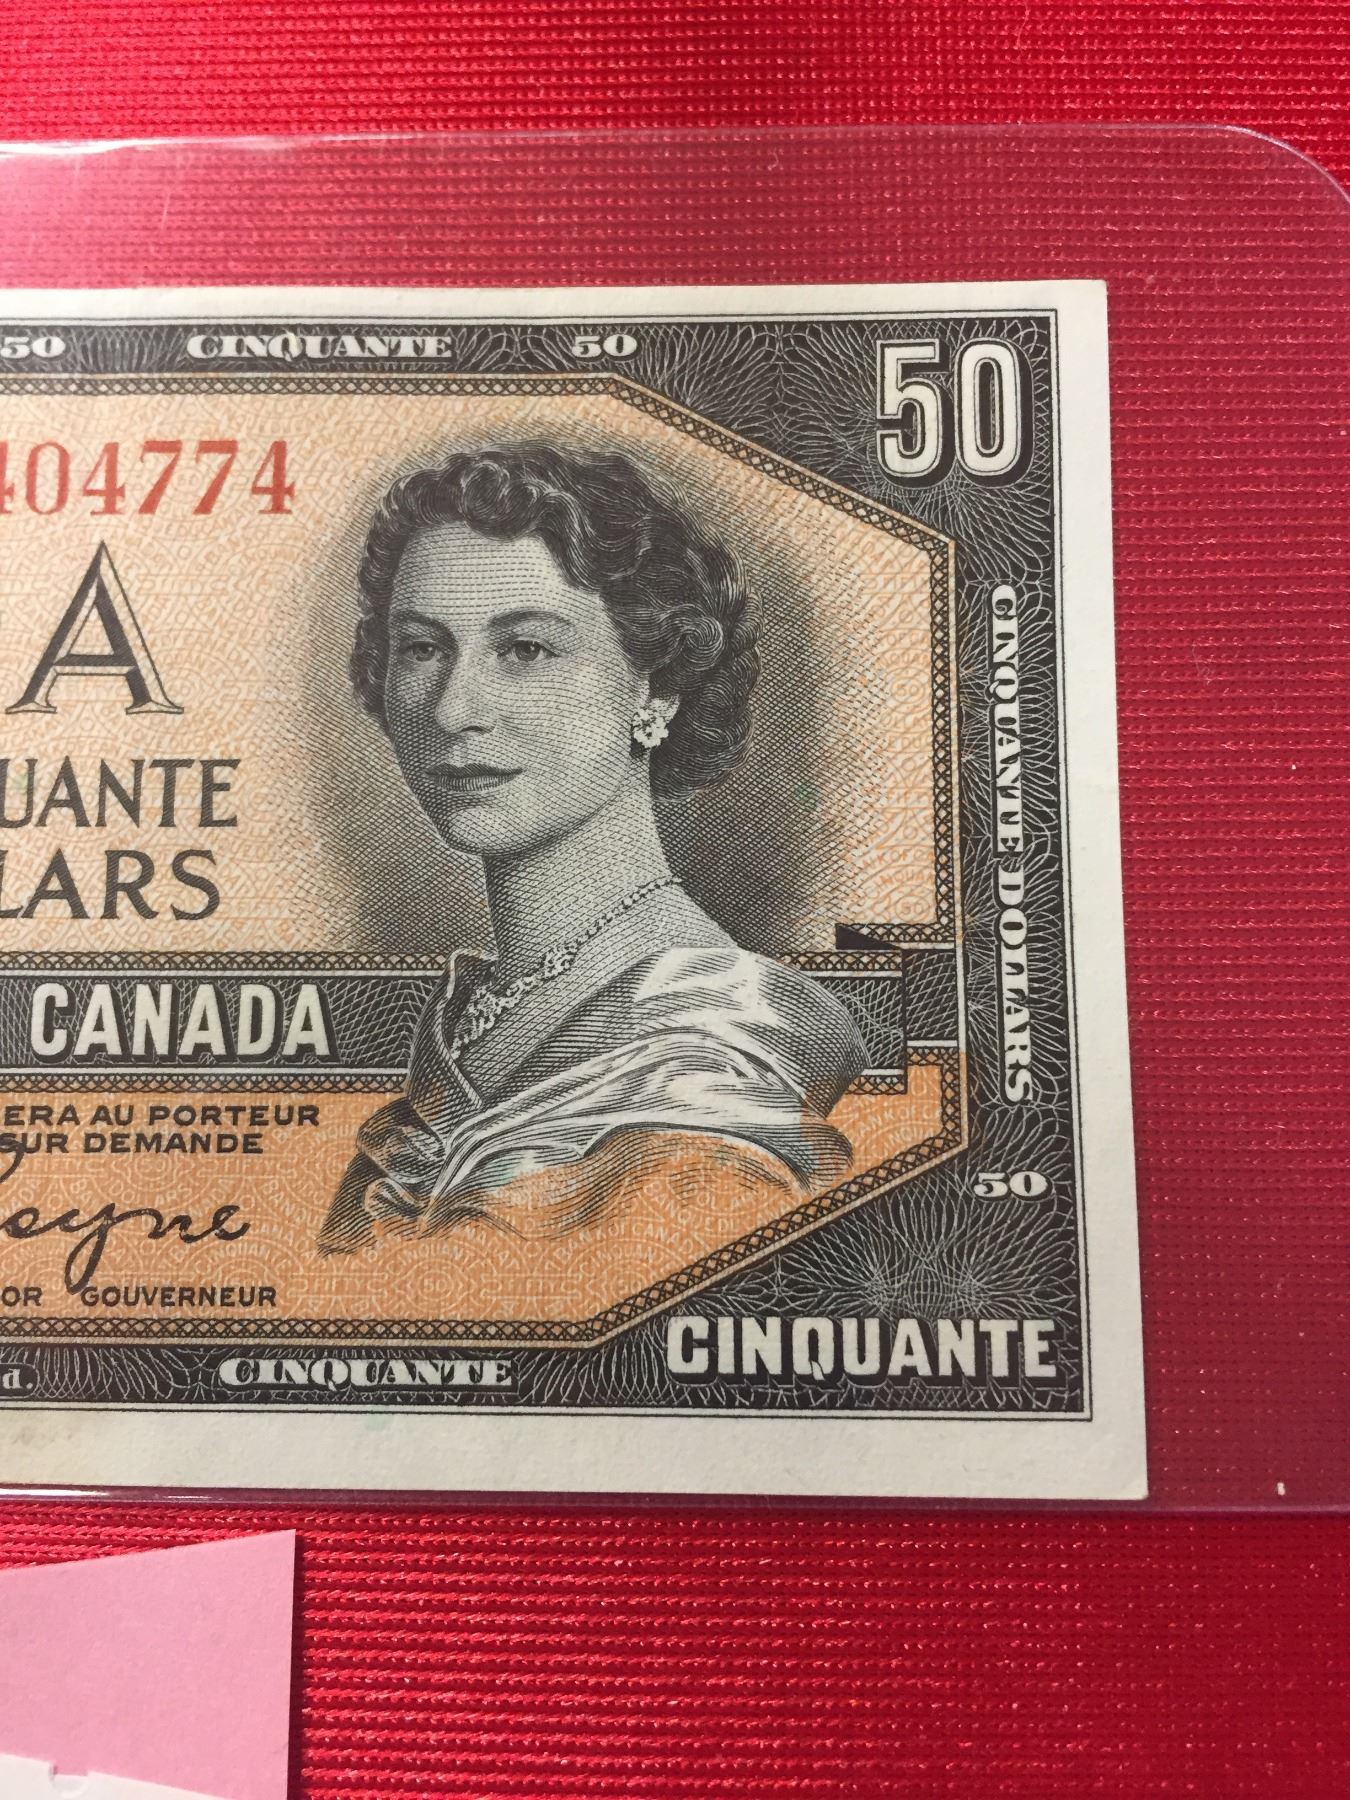 50 CINQUANTE 50
50
404774
A
UANTE
LARS
CINQUANTE DOLLARS
CANADA
ERA AU PORTEUR
SUR DEMANDE
50
oyne
OR GOUVERNEUR
CINQUANTE
d. CINQUANTE